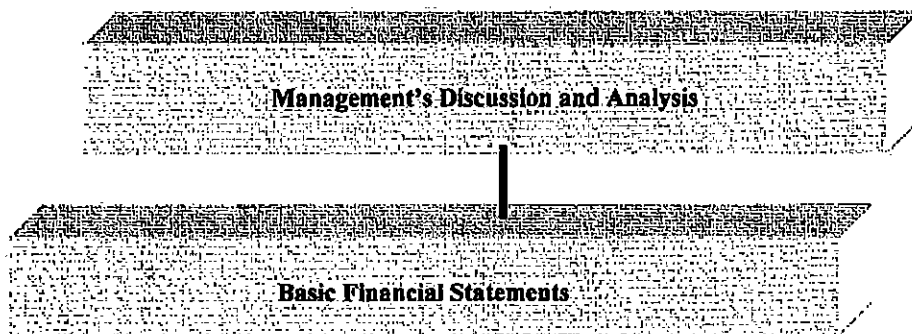 Management's Discussion and Analysis
Basic Financial Statements